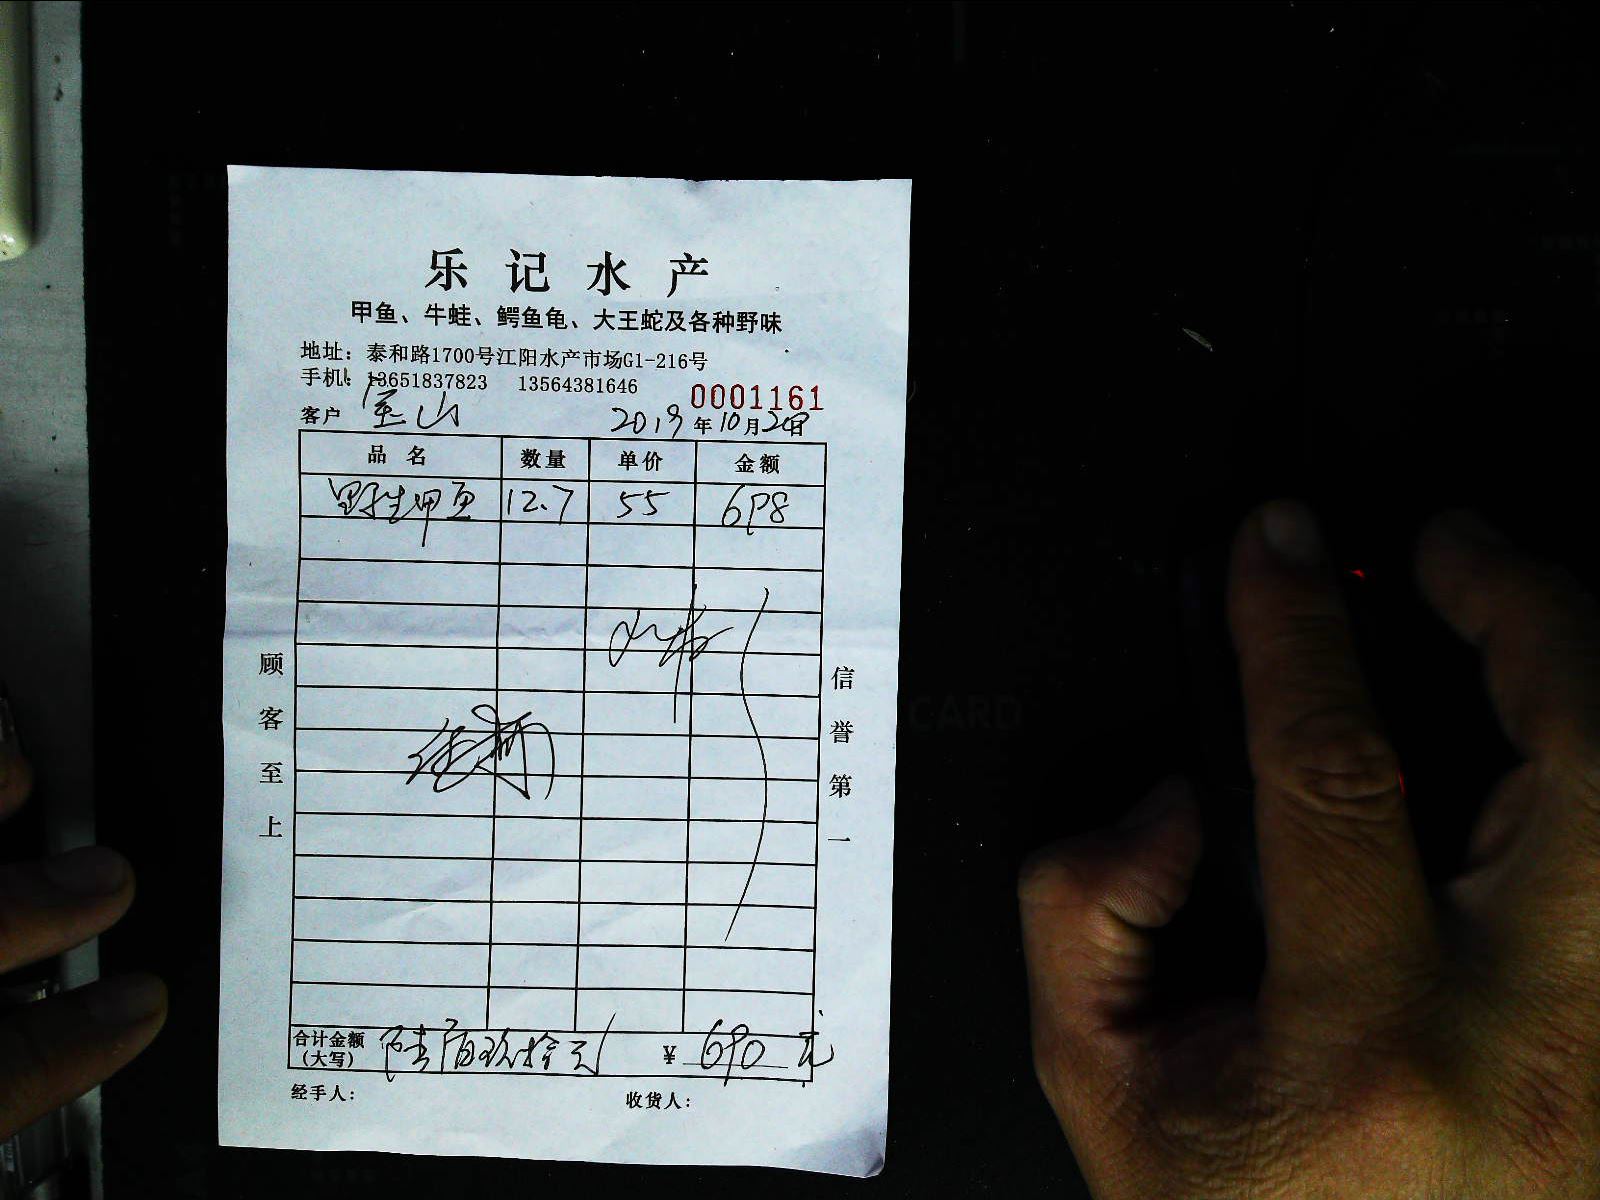 乐记水产
甲鱼、牛蛙、鳄鱼龟、大王蛇及各种野味
地址：泰和路1700号江阳水产市场G1-216号
手机：13651837823 13564381646
0001161
客户 宝山 2019年10月20日
品名 数量 单价 金额
野生甲鱼 12.7 55 698
顾客至上
信誉第一
合计金额（大写） 陆佰玖拾元 ¥ 690元
经手人： 收货人：